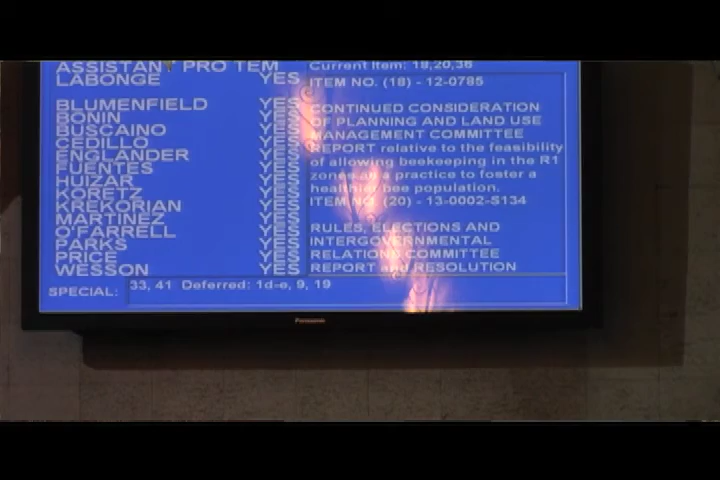 ASSISTANT PRO TEM
LABONGE YES
BLUMENFIELD YES
BONIN YES
BUSCAINO YES
CEDILLO YES
ENGLANDER YES
FUENTES YES
HUIZAR YES
KORETZ YES
KREKORIAN YES
MARTINEZ YES
O'FARRELL YES
PARKS YES
PRICE YES
WESSON YES
Current Item: 18,20,36
ITEM NO. (18) - 12-0785
CONTINUED CONSIDERATION
OF PLANNING AND LAND USE
MANAGEMENT COMMITTEE
REPORT relative to the feasibility
of allowing beekeeping in the R1
zones as a practice to foster a
healthier bee population.
ITEM NO. (20) - 13-0002-S134
RULES, ELECTIONS AND
INTERGOVERNMENTAL
RELATIONS COMMITTEE
REPORT and RESOLUTION
SPECIAL: 33, 41 Deferred: 1d-e, 9, 19
Panasonic